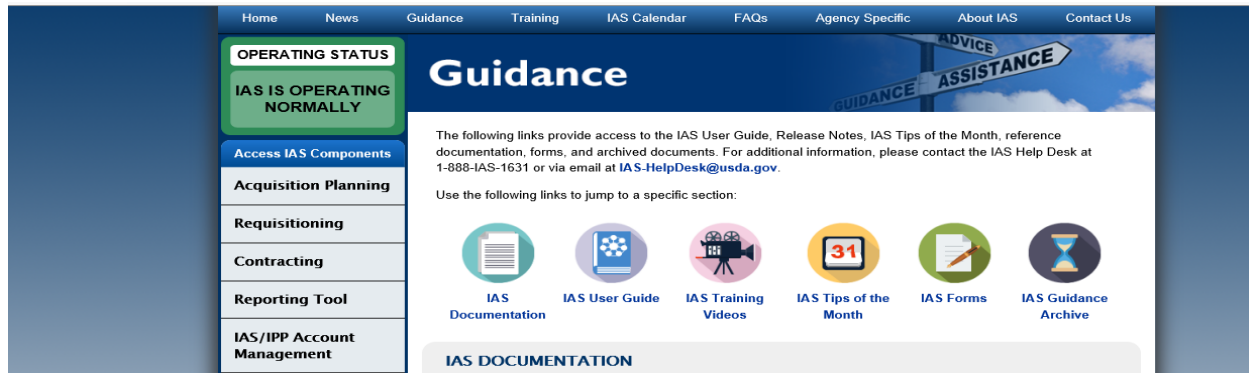 Home News Guidance Training IAS Calendar FAQs Agency Specific About IAS Contact Us
OPERATING STATUS
IAS IS OPERATING
NORMALLY
Guidance
ADVICE
ASSISTANCE
GUIDANCE
Access IAS Components
Acquisition Planning
Requisitioning
Contracting
Reporting Tool
IAS/IPP Account
Management
The following links provide access to the IAS User Guide, Release Notes, IAS Tips of the Month, reference
documentation, forms, and archived documents. For additional information, please contact the IAS Help Desk at
1-888-IAS-1631 or via email at IAS-HelpDesk@usda.gov.
Use the following links to jump to a specific section:
31
IAS
Documentation
IAS User Guide
IAS Training
Videos
IAS Tips of the
Month
IAS Forms
IAS Guidance
Archive
IAS DOCUMENTATION